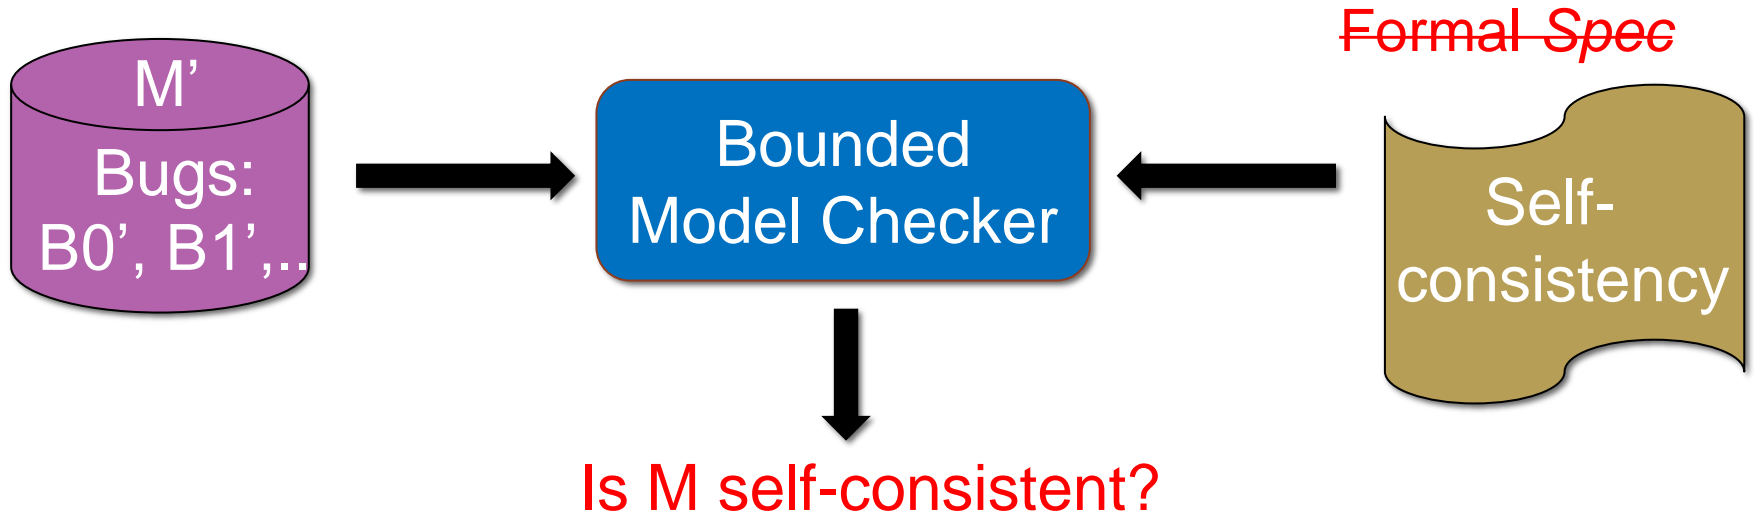 M’
Bugs:
B0’, B1’,..
Bounded
Model Checker
Formal Spec
Self-
consistency
Is M self-consistent?